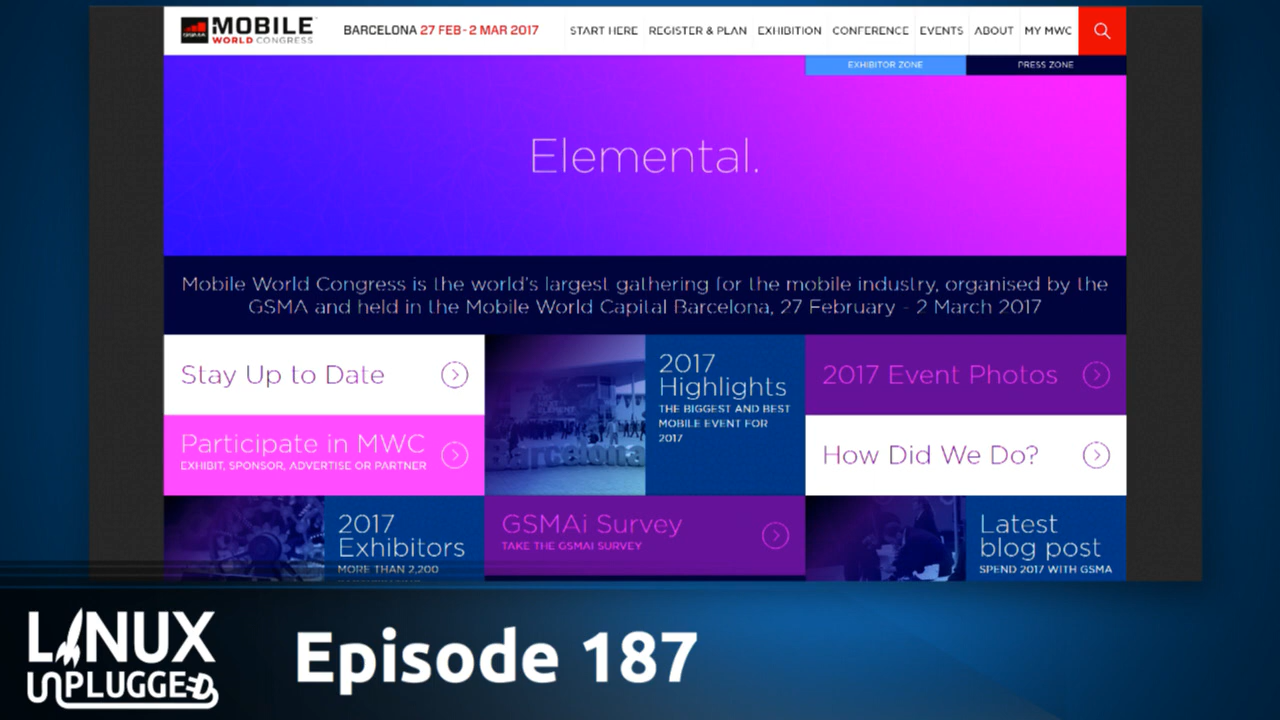 GSMA
MOBILE
WORLD CONGRESS
BARCELONA 27 FEB - 2 MAR 2017
START HERE
REGISTER & PLAN
EXHIBITION
CONFERENCE
EVENTS
ABOUT
MY MWC
EXHIBITOR ZONE
PRESS ZONE
Elemental.
Mobile World Congress is the world's largest gathering for the mobile industry, organised by the
GSMA and held in the Mobile World Capital Barcelona, 27 February - 2 March 2017
Stay Up to Date
Participate in MWC
EXHIBIT, SPONSOR, ADVERTISE OR PARTNER
Barcelona
2017
Highlights
THE BIGGEST AND BEST
MOBILE EVENT FOR
2017
2017 Event Photos
How Did We Do?
2017
Exhibitors
MORE THAN 2,200
GSMAi Survey
TAKE THE GSMAI SURVEY
Latest
blog post
SPEND 2017 WITH GSMA
LINUX
UNPLUGGED
Episode 187